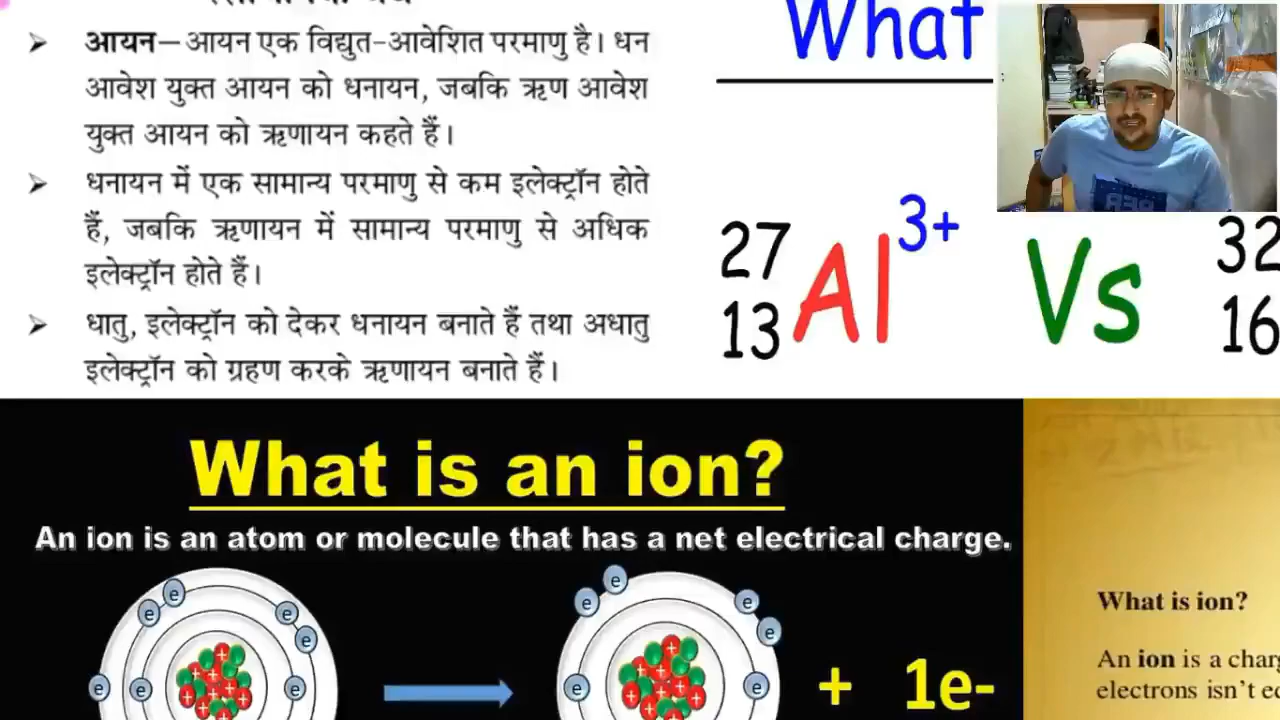 ➤ आयन–आयन एक विद्युत-आवेशित परमाणु है। धन
आवेश युक्त आयन को धनायन, जबकि ऋण आवेश
युक्त आयन को ऋणायन कहते हैं।
➤ धनायन में एक सामान्य परमाणु से कम इलेक्ट्रॉन होते
हैं, जबकि ऋणायन में सामान्य परमाणु से अधिक
इलेक्ट्रॉन होते हैं।
➤ धातु, इलेक्ट्रॉन को देकर धनायन बनाते हैं तथा अधातु
इलेक्ट्रॉन को ग्रहण करके ऋणायन बनाते हैं।
What
27
13
Al
3+
Vs
32
16
What is an ion?
An ion is an atom or molecule that has a net electrical charge.
e e e e e e e
+ + + + + + +
e e e e e e
+ + + + + + +
+ 1e-
What is ion?
An ion is a
electrons isn't